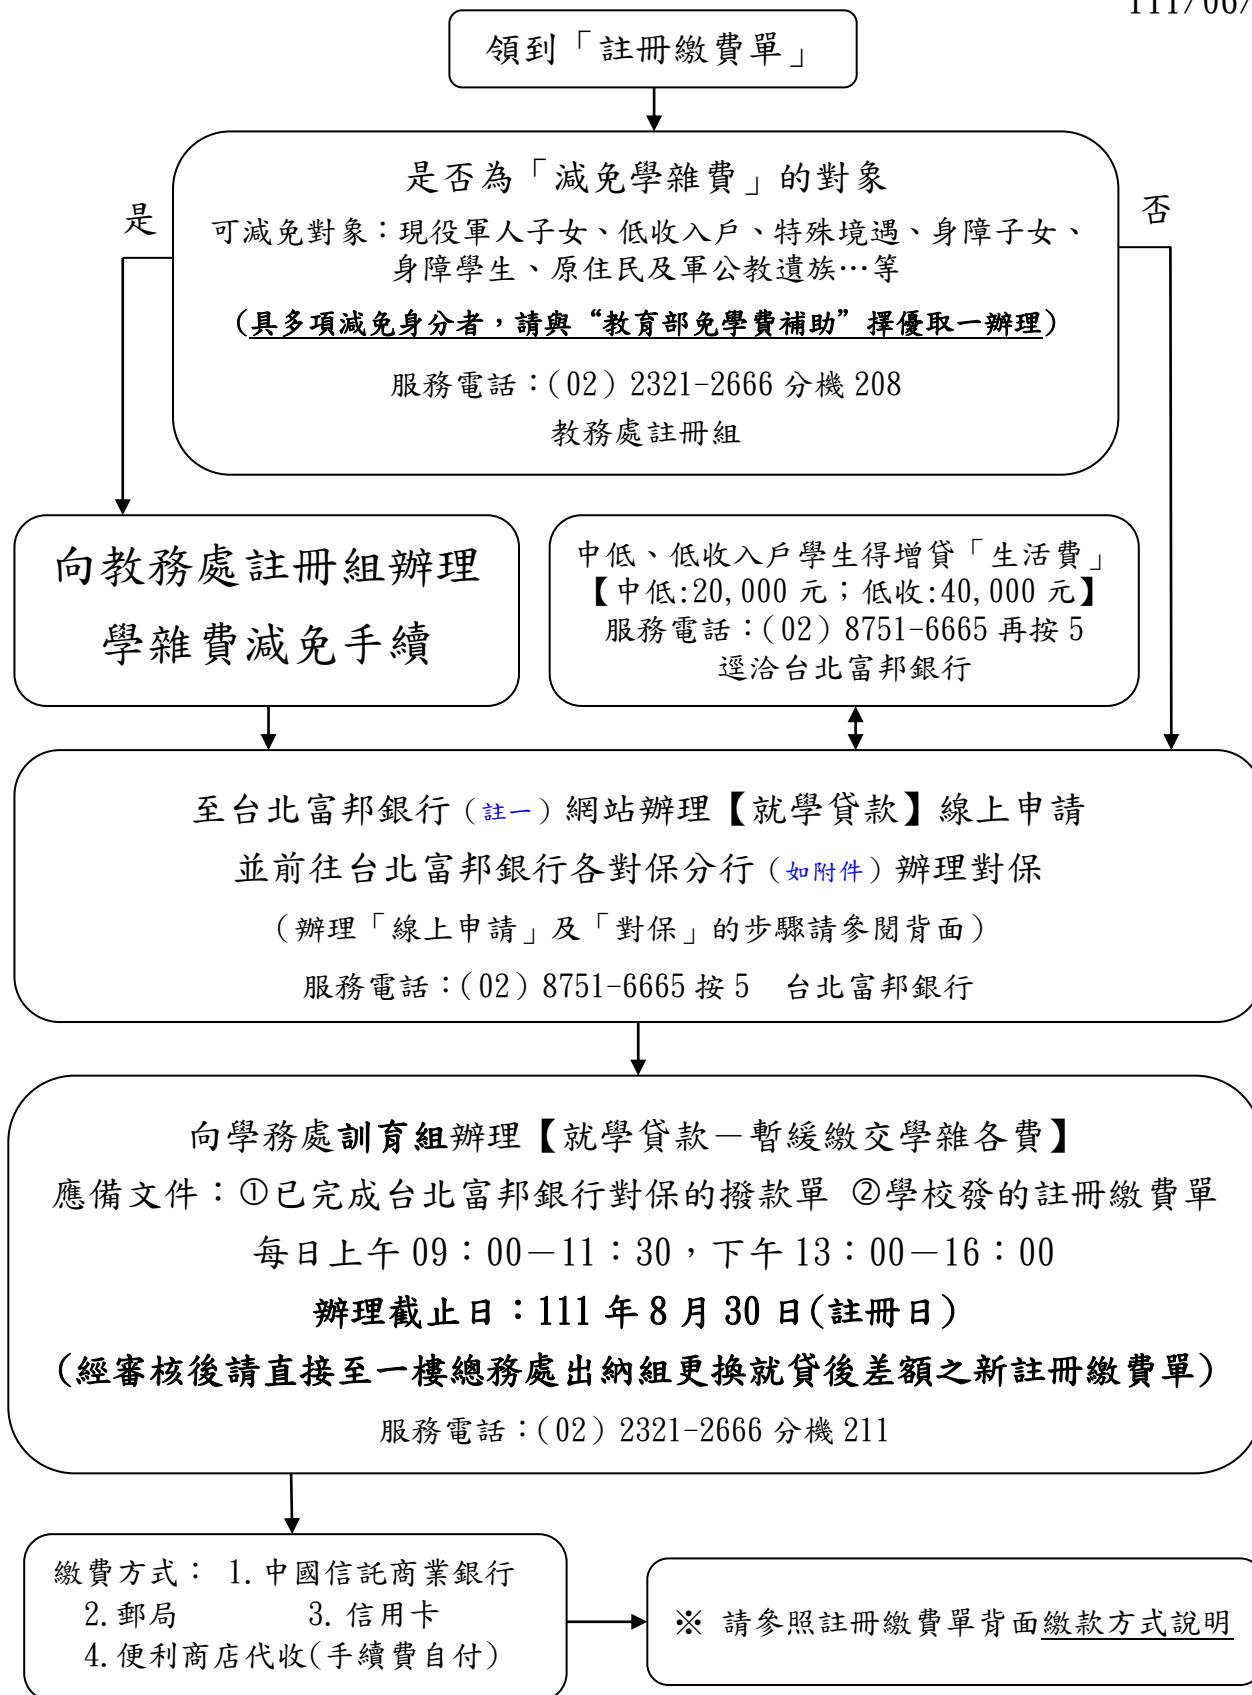 111/06/
領到「註冊繳費單」
是否為「減免學雜費」的對象
是
否
可減免對象：現役軍人子女、低收入戶、特殊境遇、身障子女、
身障學生、原住民及軍公教遺族…等
（具多項減免身分者，請與“教育部免學費補助”擇優取一辦理）
服務電話：（02）2321-2666 分機 208
教務處註冊組
向教務處註冊組辦理
學雜費減免手續
中低、低收入戶學生得增貸「生活費」
【中低:20,000 元；低收:40,000 元】
服務電話：（02）8751-6665 再按 5
逕洽台北富邦銀行
至台北富邦銀行（註一）網站辦理【就學貸款】線上申請
並前往台北富邦銀行各對保分行（如附件）辦理對保
（辦理「線上申請」及「對保」的步驟請參閱背面）
服務電話：（02）8751-6665 按 5　台北富邦銀行
向學務處訓育組辦理【就學貸款－暫緩繳交學雜各費】
應備文件：①已完成台北富邦銀行對保的撥款單 ②學校發的註冊繳費單
每日上午 09：00－11：30，下午 13：00－16：00
辦理截止日：111 年 8 月 30 日(註冊日)
(經審核後請直接至一樓總務處出納組更換就貸後差額之新註冊繳費單)
服務電話：（02）2321-2666 分機 211
繳費方式： 1.中國信託商業銀行
2.郵局 3.信用卡
4.便利商店代收(手續費自付)
※ 請參照註冊繳費單背面繳款方式說明